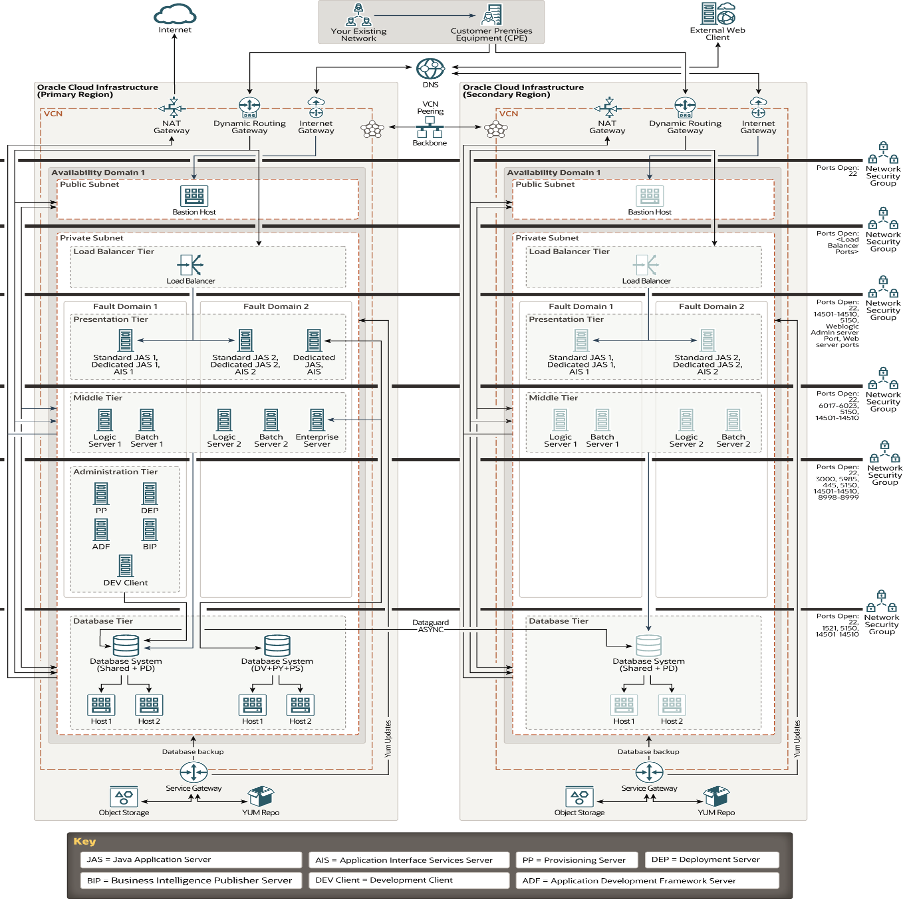 Internet
Your Existing
Network
Customer Premises
Equipment (CPE)
External Web
Client
DNS
Oracle Cloud Infrastructure
(Primary Region)
VCN
NAT
Gateway
Dynamic Routing
Gateway
Internet
Gateway
VCN
Peering
Backbone
Oracle Cloud Infrastructure
(Secondary Region)
VCN
NAT
Gateway
Dynamic Routing
Gateway
Internet
Gateway
Availability Domain 1
Public Subnet
Bastion Host
Private Subnet
Load Balancer Tier
Load Balancer
Fault Domain 1
Fault Domain 2
Presentation Tier
Standard JAS 1,
Dedicated JAS 1,
AIS 1
Standard JAS 2,
Dedicated JAS 2,
AIS 2
Dedicated
JAS,
AIS
Middle Tier
Logic
Server 1
Batch
Server 1
Logic
Server 2
Batch
Server 2
Enterprise
Server
Administration Tier
PP
DEP
ADF
BIP
DEV Client
Database Tier
Database System
(Shared + PD)
Database System
(DV+PY+PS)
Host1
Host 2
Host1
Host 2
Database backup
Service Gateway
Object Storage
YUM Repo
Yum Updates
Dataguard
ASYNC
Availability Domain 1
Public Subnet
Bastion Host
Private Subnet
Load Balancer Tier
Load Balancer
Fault Domain 1
Fault Domain 2
Presentation Tier
Standard JAS 1,
Dedicated JAS 1,
AIS 1
Standard JAS 2,
Dedicated JAS 2,
AIS 2
Middle Tier
Logic
Server 1
Batch
Server 1
Logic
Server 2
Batch
Server 2
Database Tier
Database System
(Shared + PD)
Host 1
Host 2
Database backup
Service Gateway
Object Storage
YUM Repo
Yum Updates
Ports Open:
22
Network
Security
Group
Ports Open:
<Load
Balancer
Ports>
Network
Security
Group
Ports Open:
22,
14501-14510,
5150,
Weblogic
Admin server
Port, Web
server ports
Network
Security
Group
Ports Open:
22,
6017-6023,
5150,
14501-14510
Network
Security
Group
Ports Open:
22,
3000, 5985,
445, 5150,
14501-14510,
8998-8999
Network
Security
Group
Ports Open:
22,
1521, 5150,
14501-14510
Network
Security
Group
Key
JAS = Java Application Server
AIS = Application Interface Services Server
PP = Provisioning Server
DEP = Deployment Server
BIP = Business Intelligence Publisher Server
DEV Client = Development Client
ADF = Application Development Framework Server